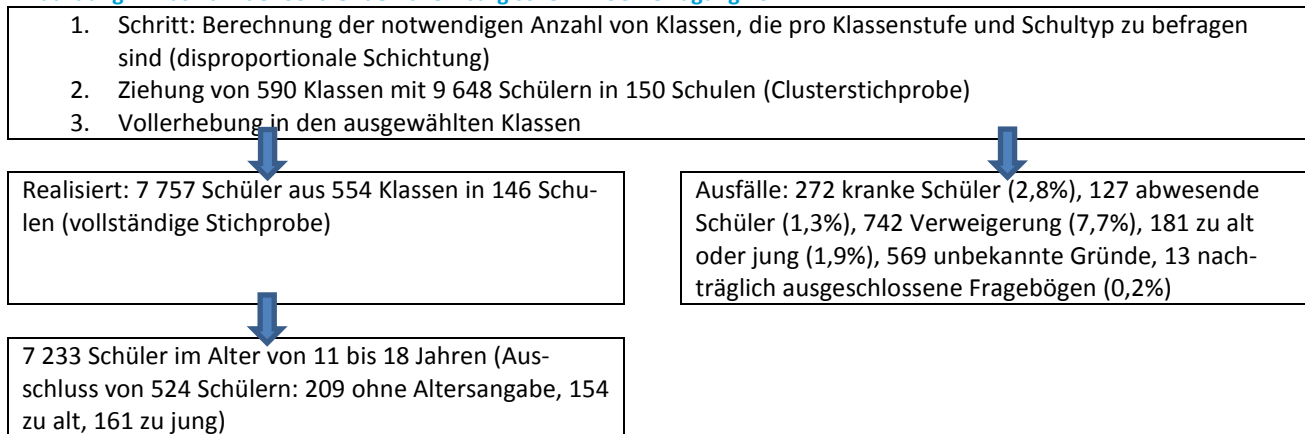 1. Schritt: Berechnung der notwendigen Anzahl von Klassen, die pro Klassenstufe und Schultyp zu befragen
sind (disproportionale Schichtung)
2. Ziehung von 590 Klassen mit 9 648 Schülern in 150 Schulen (Clusterstichprobe)
3. Vollerhebung in den ausgewählten Klassen
Realisiert: 7 757 Schüler aus 554 Klassen in 146 Schu-
len (vollständige Stichprobe)
Ausfälle: 272 kranke Schüler (2,8%), 127 abwesende
Schüler (1,3%), 742 Verweigerung (7,7%), 181 zu alt
oder jung (1,9%), 569 unbekannte Gründe, 13 nach-
träglich ausgeschlossene Fragebögen (0,2%)
7 233 Schüler im Alter von 11 bis 18 Jahren (Aus-
schluss von 524 Schülern: 209 ohne Altersangabe, 154
zu alt, 161 zu jung)